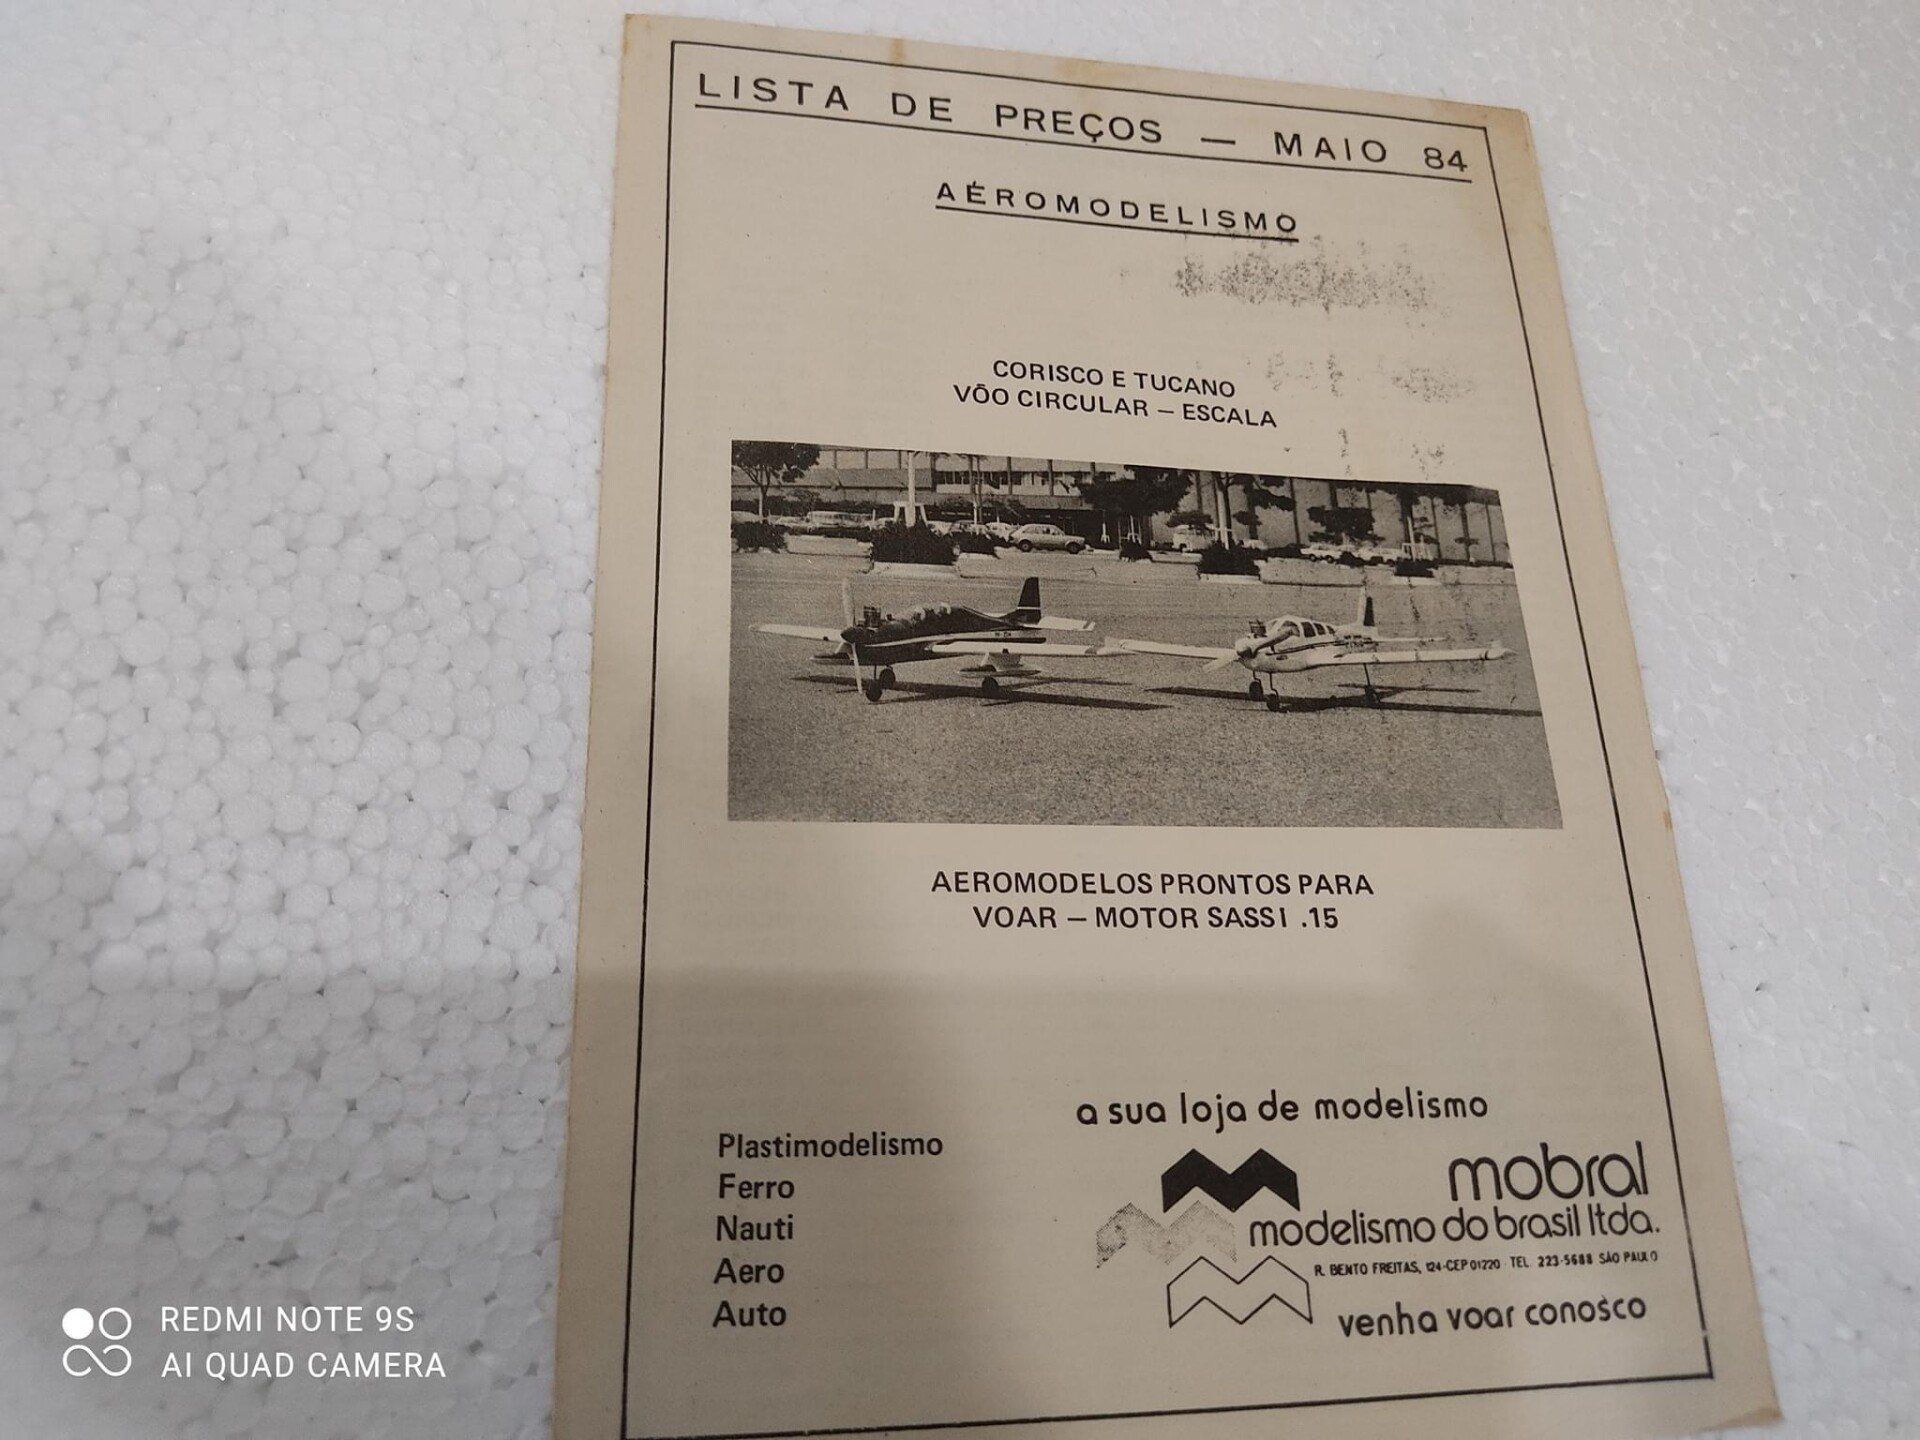 LISTA DE PREÇOS — MAIO 84
AÉROMODELISMO
CORISCO E TUCANO
VÔO CIRCULAR — ESCALA
AEROMODELOS PRONTOS PARA
VOAR — MOTOR SASSI .15
a sua loja de modelismo
Plastimodelismo
Ferro
Nauti
Aero
Auto
mobral
modelismo do brasil ltda.
R. BENTO FREITAS, 124-CEP 01220 TEL 223-5688 SÃO PAULO
venha voar conosco
REDMI NOTE 9S
AI QUAD CAMERA